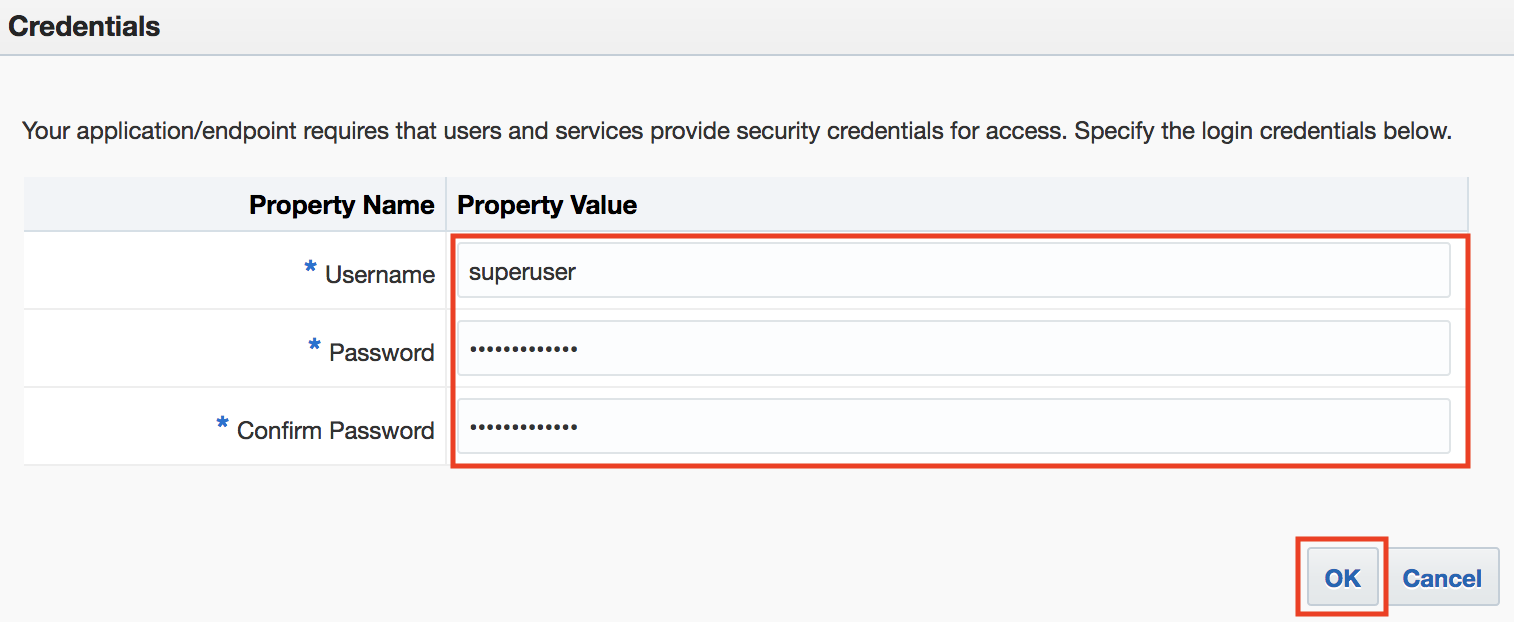 Credentials
Your application/endpoint requires that users and services provide security credentials for access. Specify the login credentials below.
Property Name Property Value
* Username superuser
* Password •••••••••••••
* Confirm Password •••••••••••••
OK Cancel